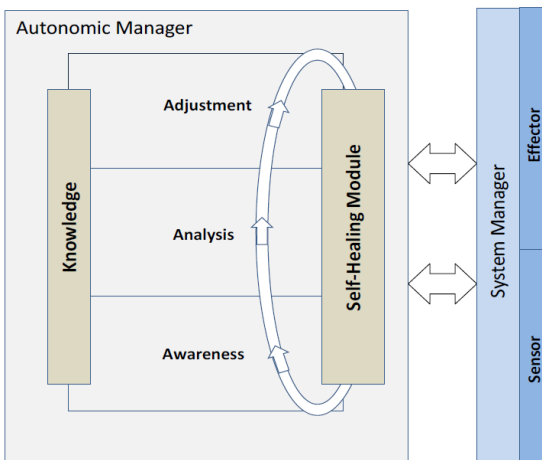 Autonomic Manager
Adjustment
Analysis
Awareness
Knowledge
Self-Healing Module
System Manager
Effector
Sensor